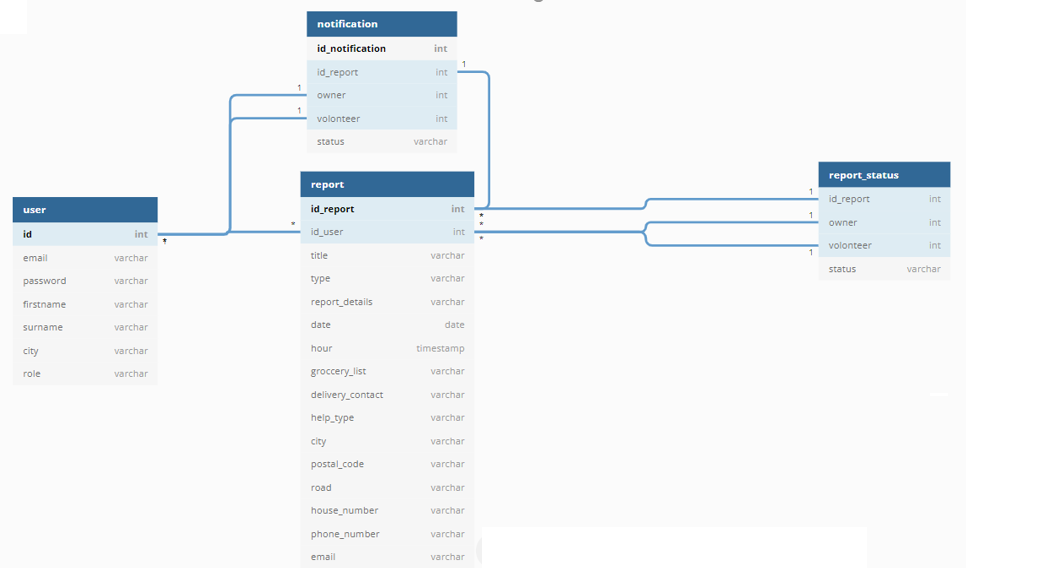 notification
id_notification int
id_report int
owner int
volonteer int
status varchar
1
1
1
report
id_report int
id_user int
title varchar
type varchar
report_details varchar
date date
hour timestamp
groccery_list varchar
delivery_contact varchar
help_type varchar
city varchar
postal_code varchar
road varchar
house_number varchar
phone_number varchar
email varchar
*
*
*
*
user
id int
email varchar
password varchar
firstname varchar
surname varchar
city varchar
role varchar
*
report_status
id_report int
owner int
volonteer int
status varchar
1
1
1